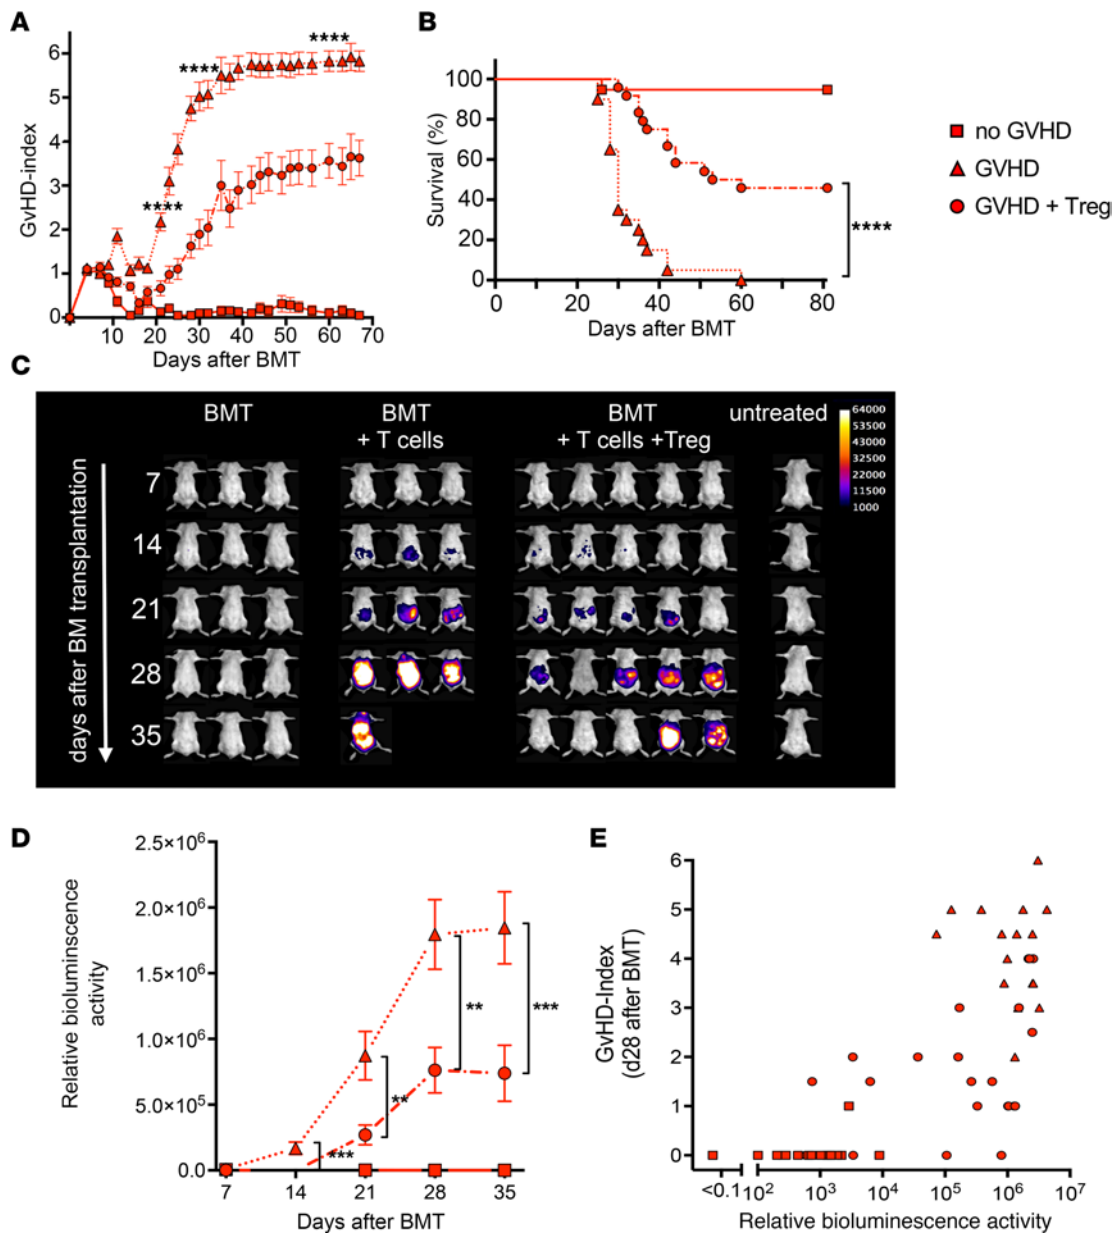 A
GvHD-index
6
5
4
3
2
1
0
****
****
****
10 20 30 40 50 60 70
Days after BMT
B
Survival (%)
100
80
60
40
20
0
0 20 40 60 80
Days after BMT
****
no GVHD
GVHD
GVHD + Treg
C
BMT
BMT
+ T cells
BMT
+ T cells +Treg
untreated
64000
53500
43000
32500
22000
11500
1000
days after BM transplantation
7
14
21
28
35
D
Relative bioluminscence
activity
2.5×10⁶
2.0×10⁶
1.5×10⁶
1.0×10⁶
5.0×10⁵
0.0
***
**
**
***
7 14 21 28 35
Days after BMT
E
GvHD-Index
(d28 after BMT)
6
5
4
3
2
1
0
<0.1 10² 10³ 10⁴ 10⁵ 10⁶ 10⁷
Relative bioluminescence activity